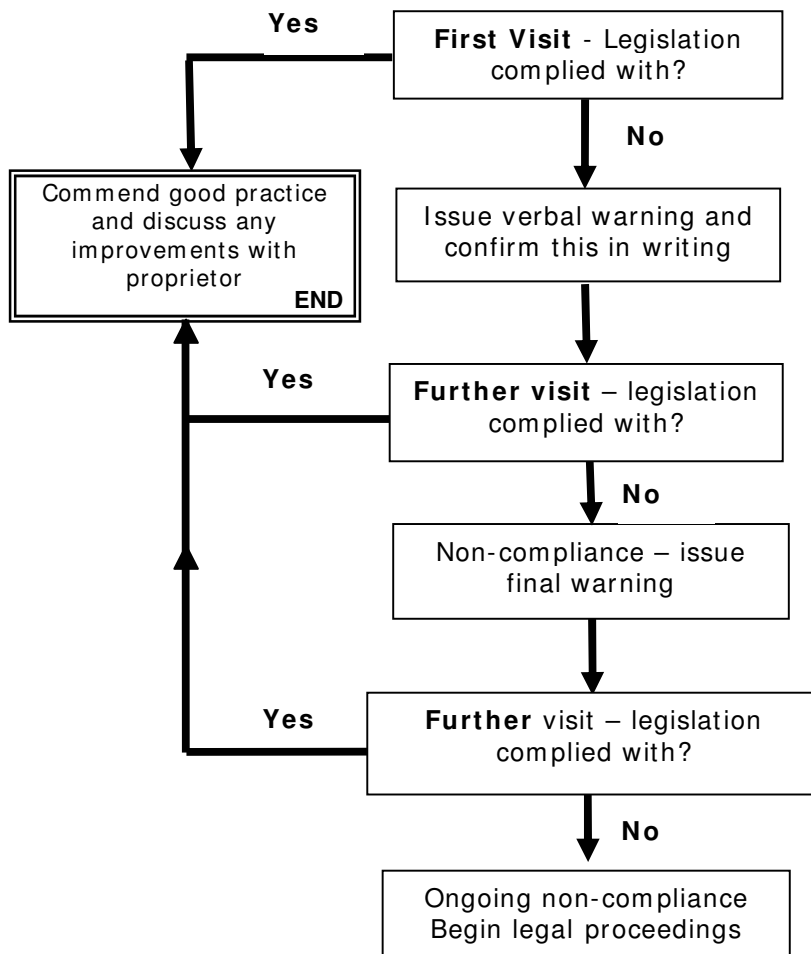 Yes
First Visit - Legislation
complied with?
No
Commend good practice
and discuss any
improvements with
proprietor
END
Issue verbal warning and
confirm this in writing
Yes
Further visit – legislation
complied with?
No
Non-compliance – issue
final warning
Yes
Further visit – legislation
complied with?
No
Ongoing non-compliance
Begin legal proceedings